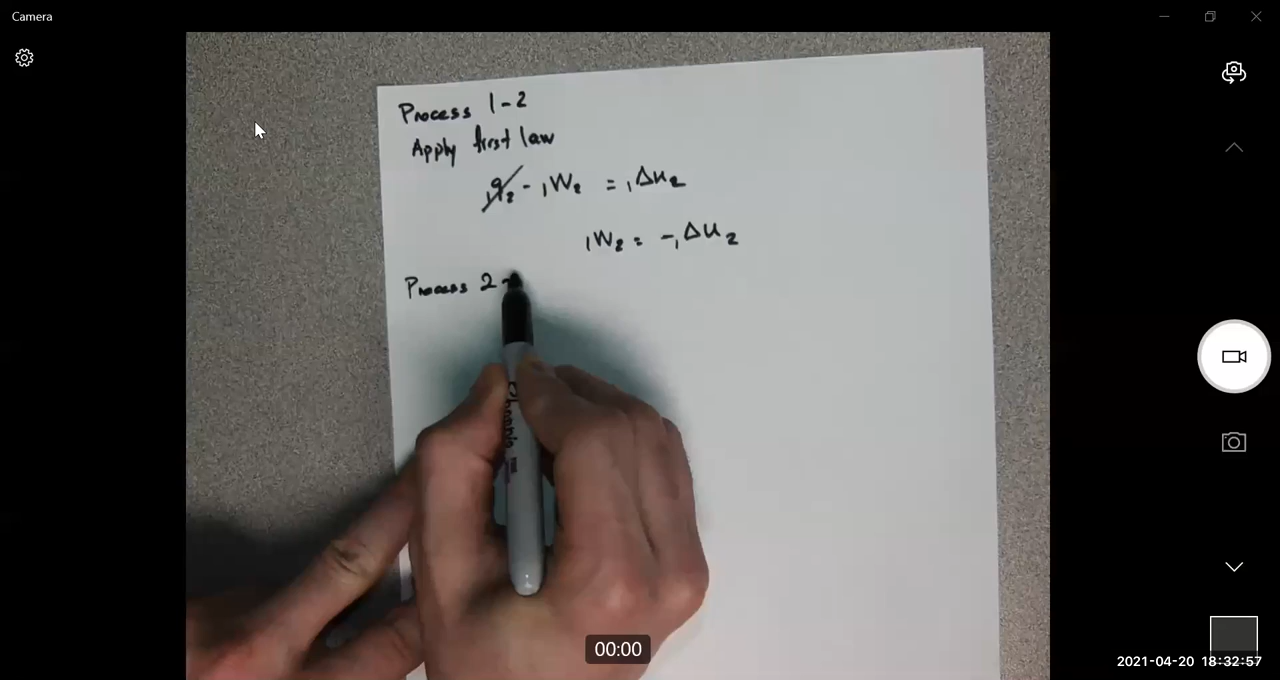 Camera
Process 1-2
Apply first law
₁q₂ - ₁W₂ = ₁Δu₂
₁W₂ = -₁Δu₂
Process 2-
Sharpie
00:00
2021-04-20 18:32:57